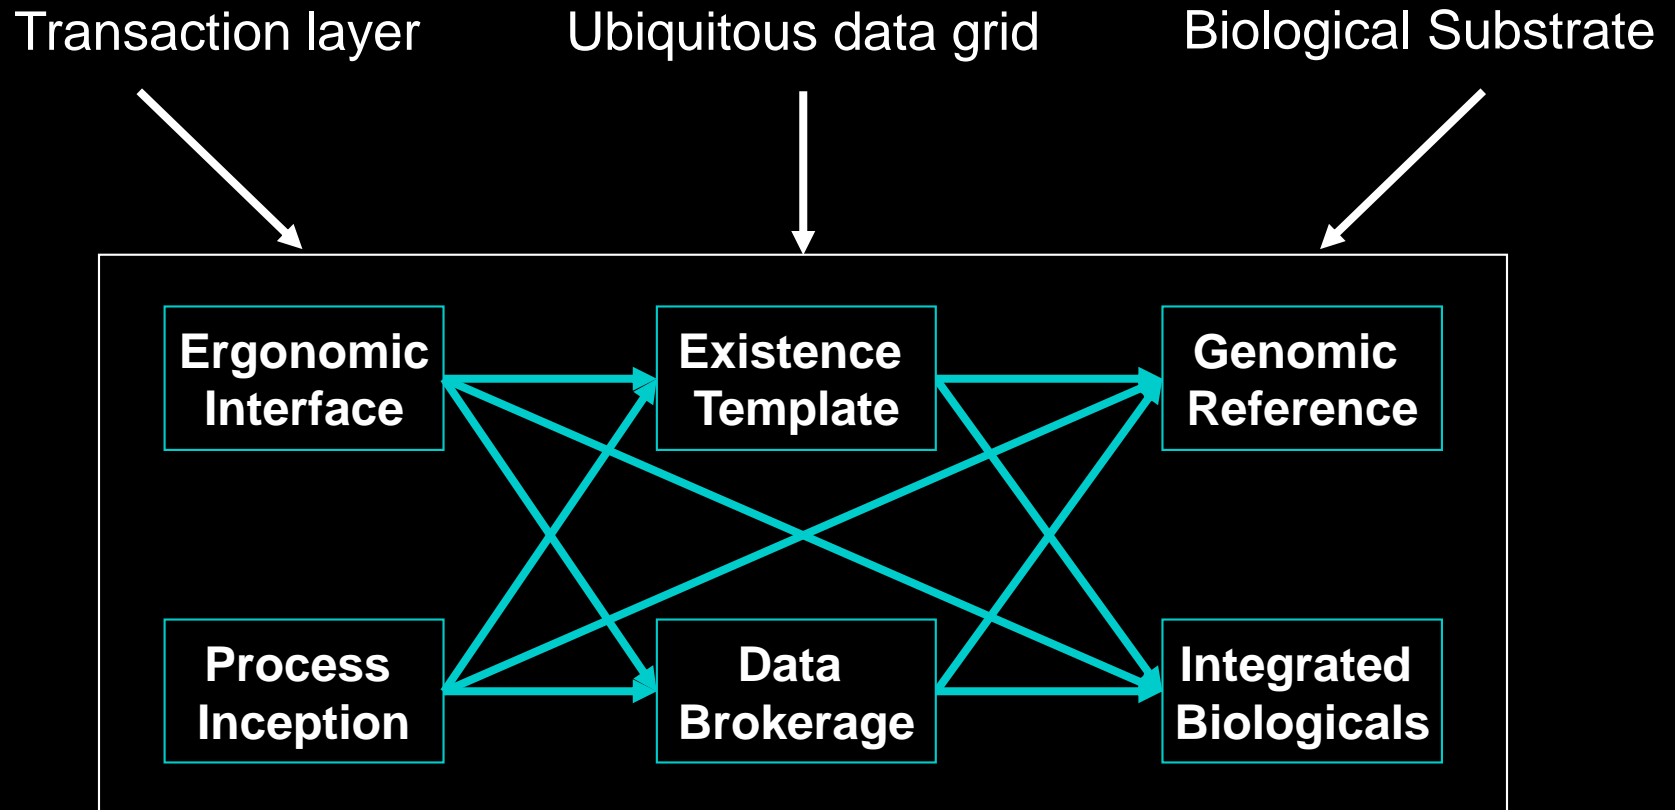 Transaction layer
Ubiquitous data grid
Biological Substrate
Ergonomic
Interface
Existence
Template
Genomic
Reference
Process
Inception
Data
Brokerage
Integrated
Biologicals